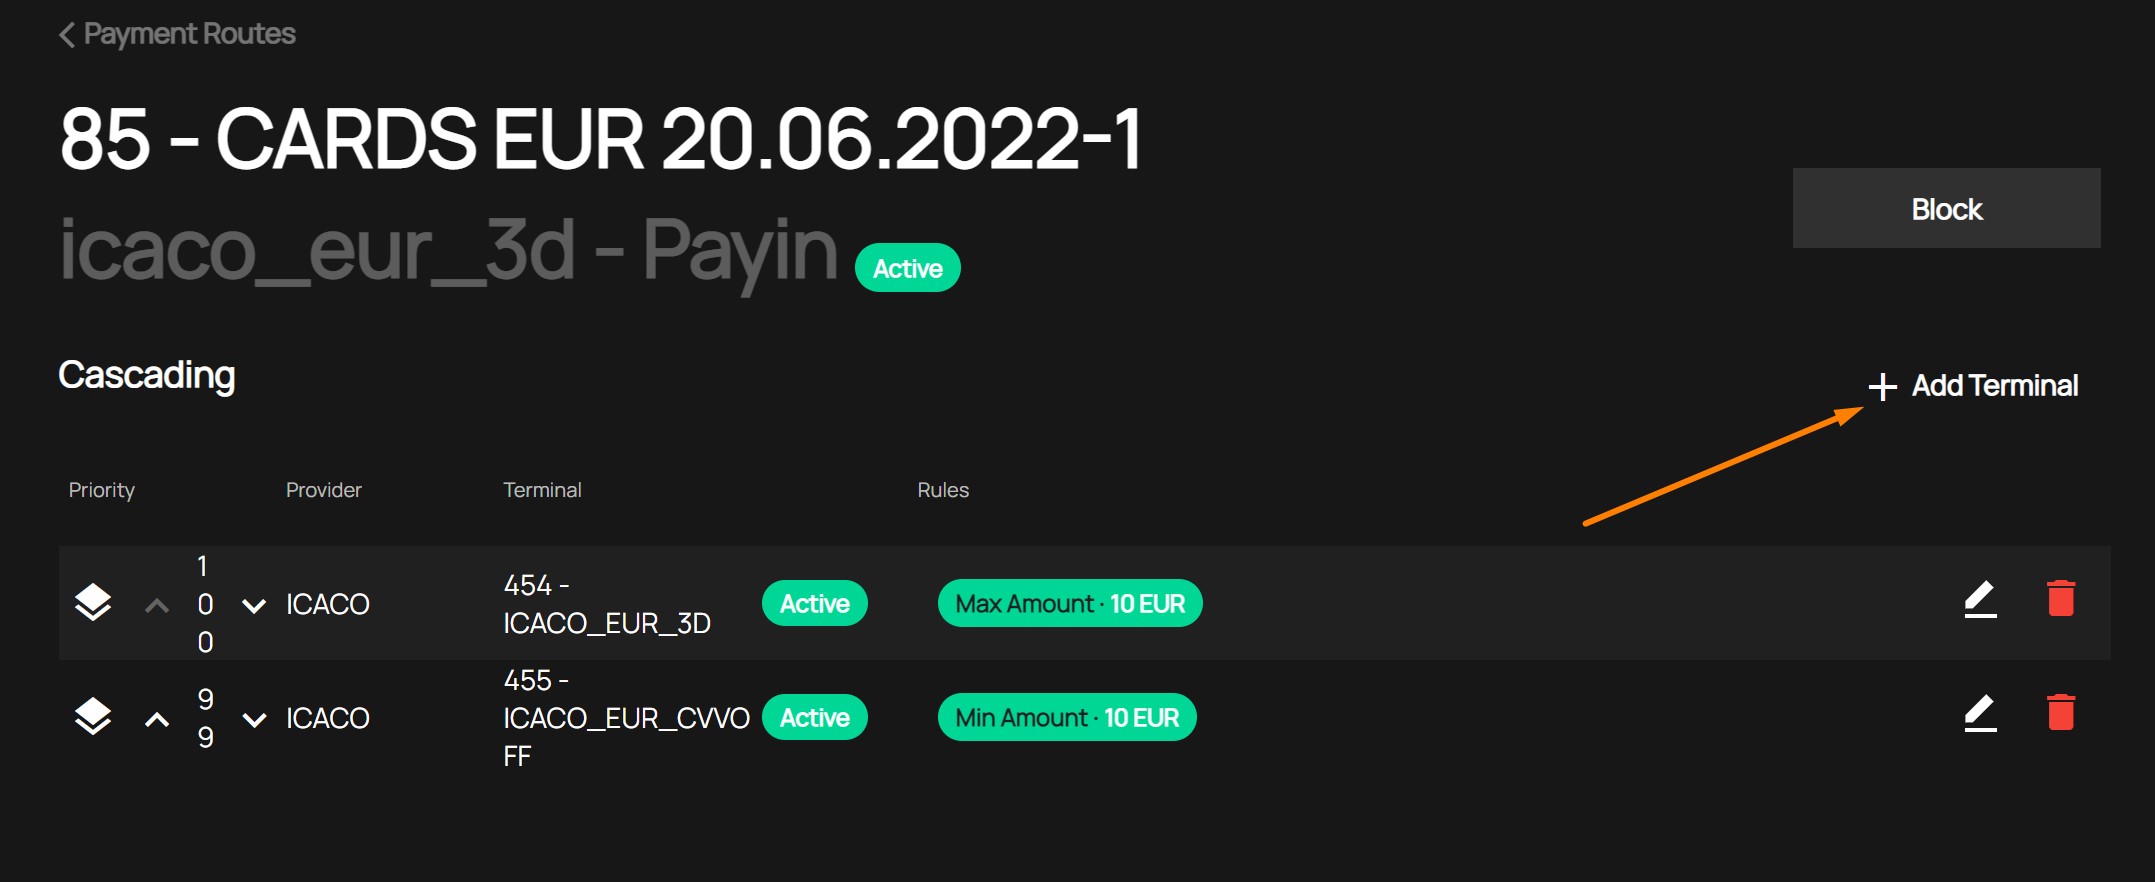 Payment Routes
85 - CARDS EUR 20.06.2022-1
icaco_eur_3d - Payin Active
Block
Cascading
Add Terminal
Priority Provider Terminal Rules
100 ICACO 454 - ICACO_EUR_3D Active Max Amount · 10 EUR
99 ICACO 455 - ICACO_EUR_CVVOFF Active Min Amount · 10 EUR